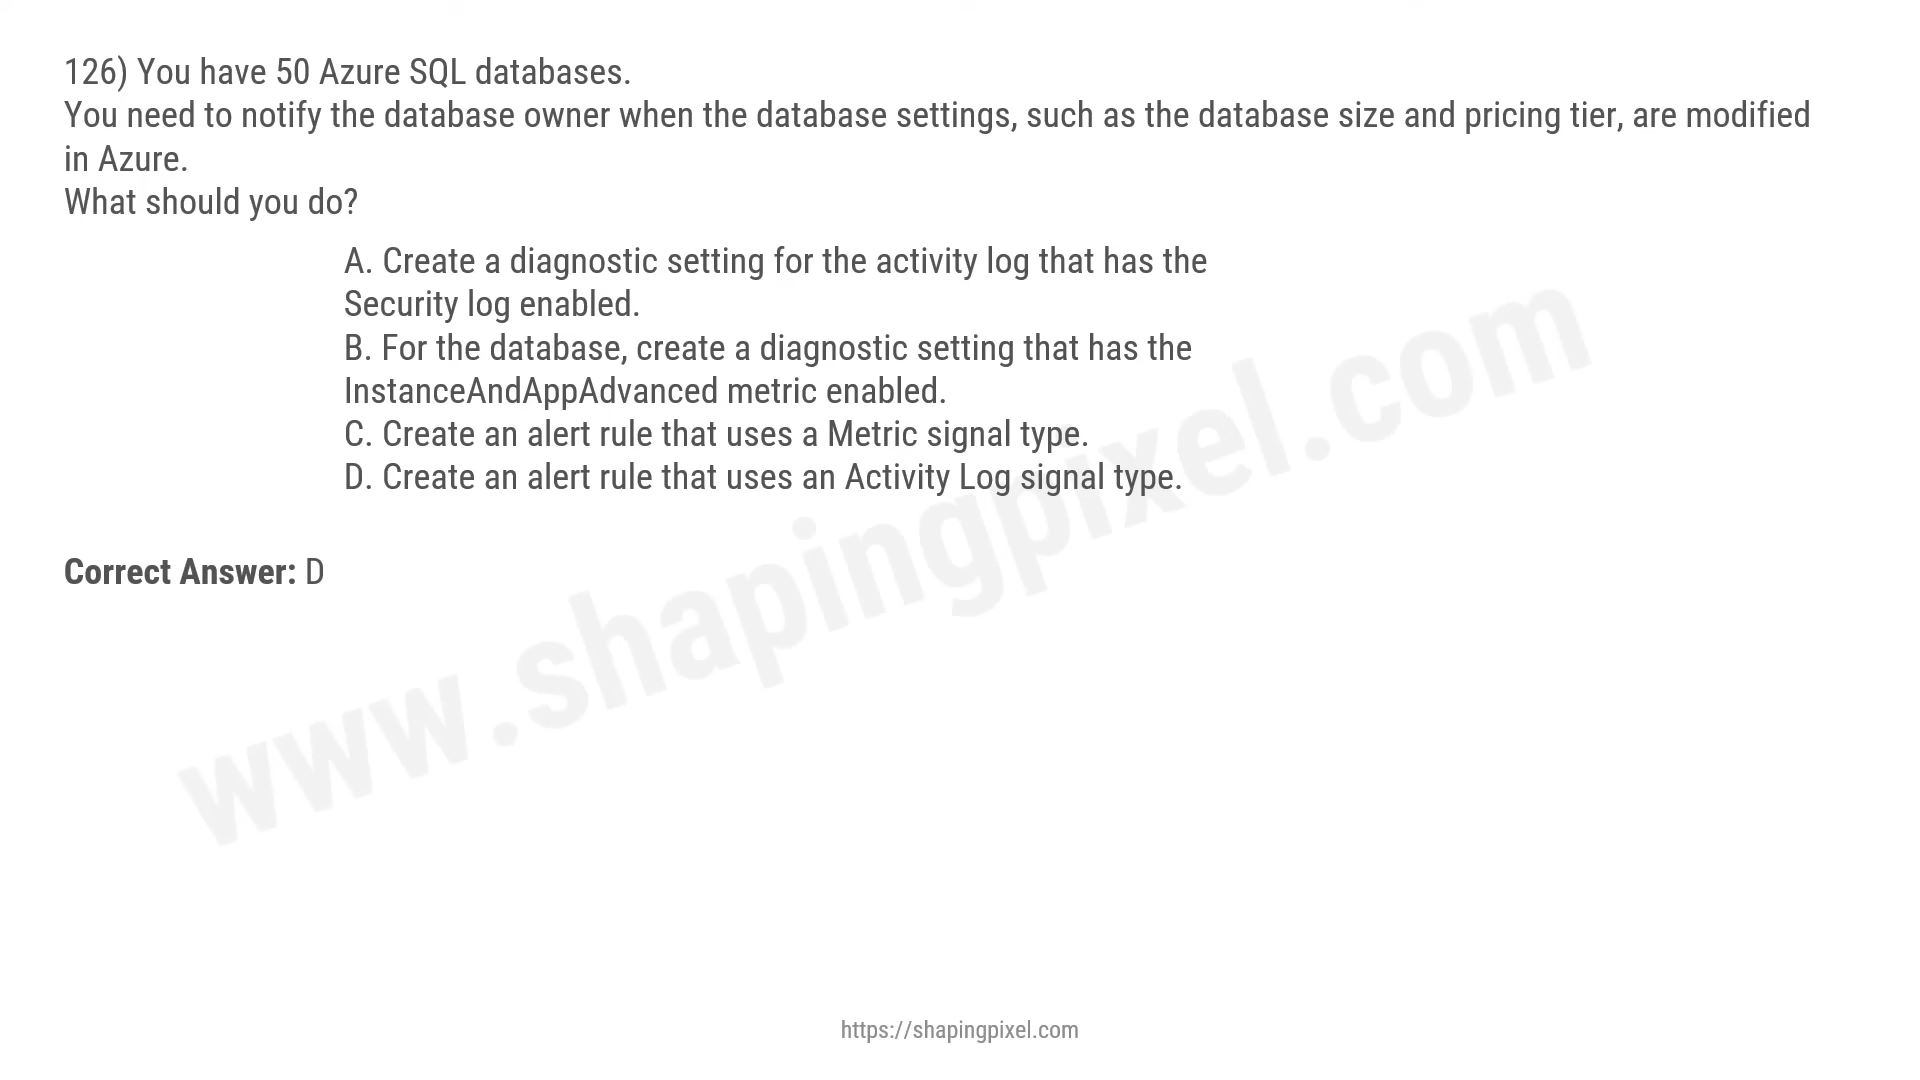 126) You have 50 Azure SQL databases.
You need to notify the database owner when the database settings, such as the database size and pricing tier, are modified
in Azure.
What should you do?
A. Create a diagnostic setting for the activity log that has the
Security log enabled.
B. For the database, create a diagnostic setting that has the
InstanceAndAppAdvanced metric enabled.
C. Create an alert rule that uses a Metric signal type.
D. Create an alert rule that uses an Activity Log signal type.
Correct Answer: D
www.shapingpixel.com
https://shapingpixel.com